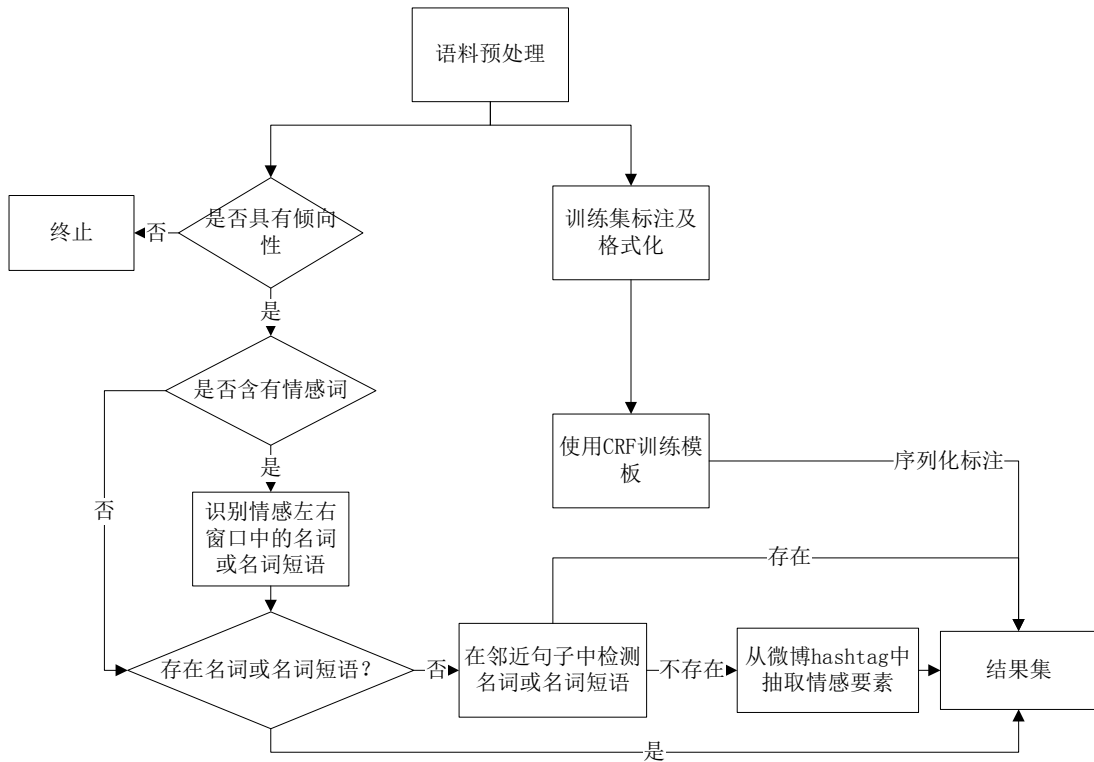 语料预处理
是否具有倾向
性
否
终止
训练集标注及
格式化
是
是否含有情感词
是
否
使用CRF训练模
板
序列化标注
识别情感左右
窗口中的名词
或名词短语
存在
存在名词或名词短语？
否
在邻近句子中检测
名词或名词短语
不存在
从微博hashtag中
抽取情感要素
结果集
是